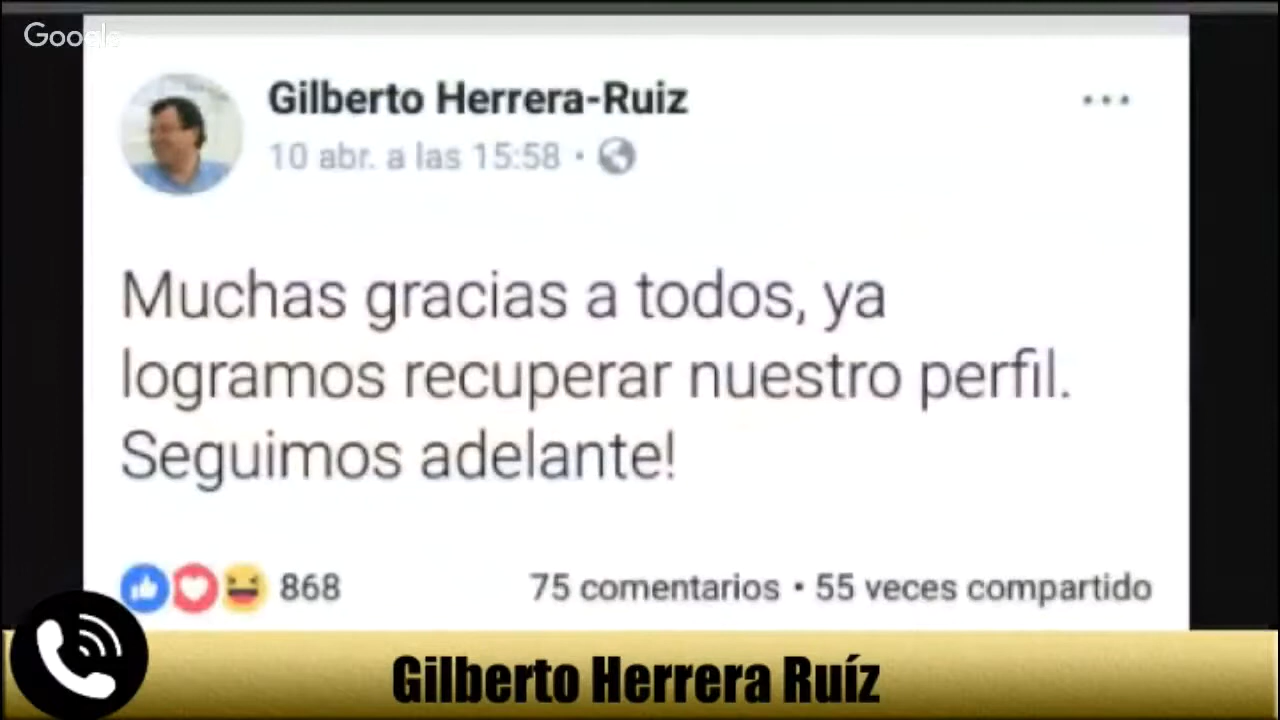 Google
Gilberto Herrera-Ruiz
10 abr. a las 15:58 ·
Muchas gracias a todos, ya
logramos recuperar nuestro perfil.
Seguimos adelante!
868
75 comentarios • 55 veces compartido
Gilberto Herrera Ruíz